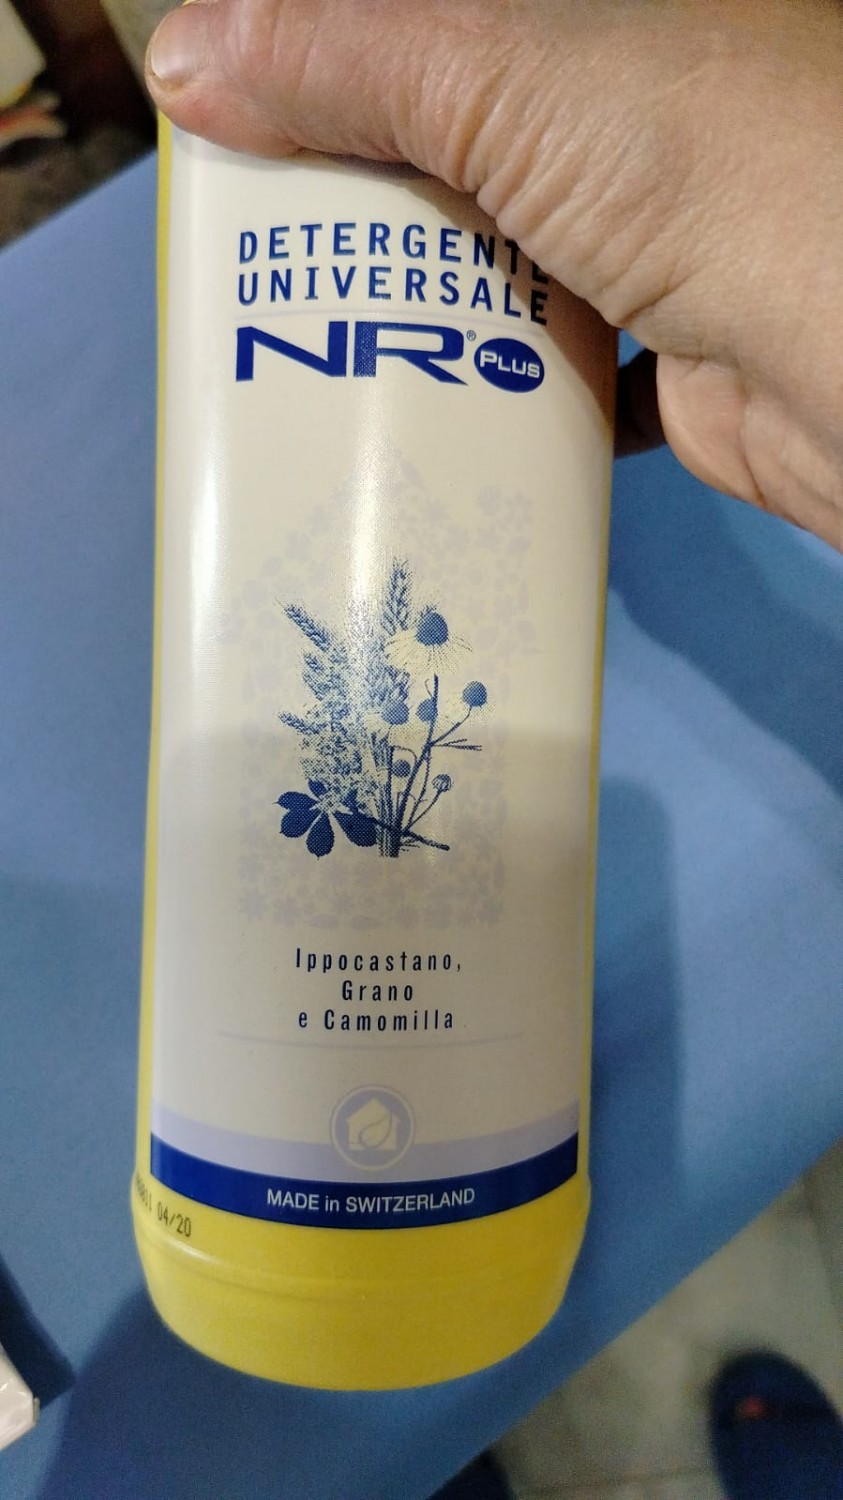 DETERGENTE
UNIVERSALE
NR® PLUS
Ippocastano,
Grano
e Camomilla
MADE in SWITZERLAND
04/20